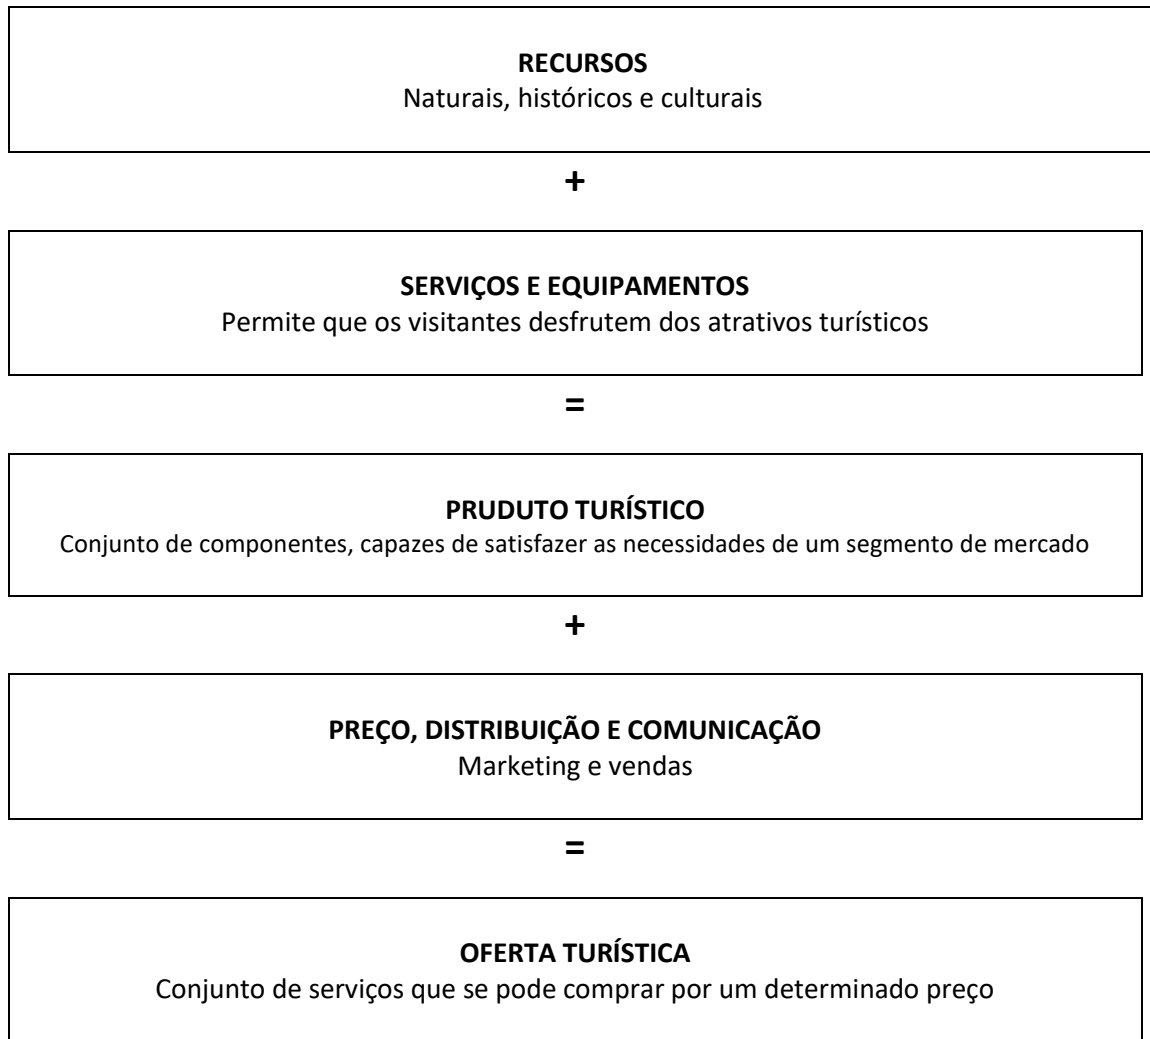 RECURSOS
Naturais, históricos e culturais
+
SERVIÇOS E EQUIPAMENTOS
Permite que os visitantes desfrutem dos atrativos turísticos
=
PRUDUTO TURÍSTICO
Conjunto de componentes, capazes de satisfazer as necessidades de um segmento de mercado
+
PREÇO, DISTRIBUIÇÃO E COMUNICAÇÃO
Marketing e vendas
=
OFERTA TURÍSTICA
Conjunto de serviços que se pode comprar por um determinado preço